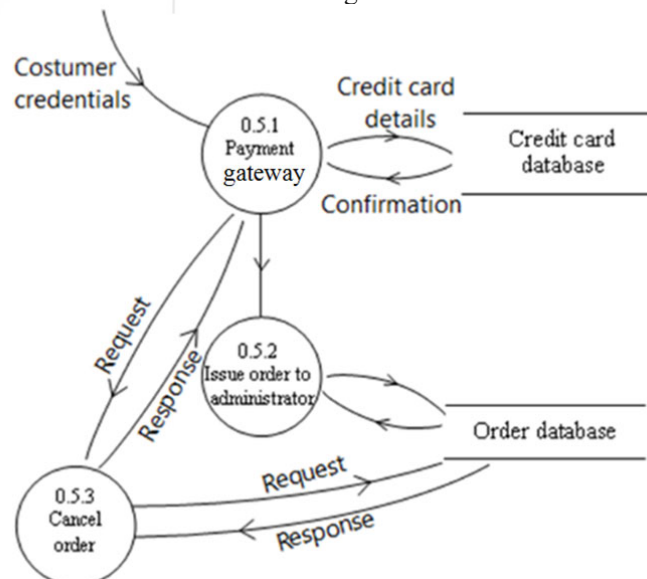 Costumer
credentials
0.5.1
Payment
gateway
Credit card
details
Credit card
database
Confirmation
Request
Response
0.5.2
Issue order to
administrator
Order database
0.5.3
Cancel
order
Request
Response